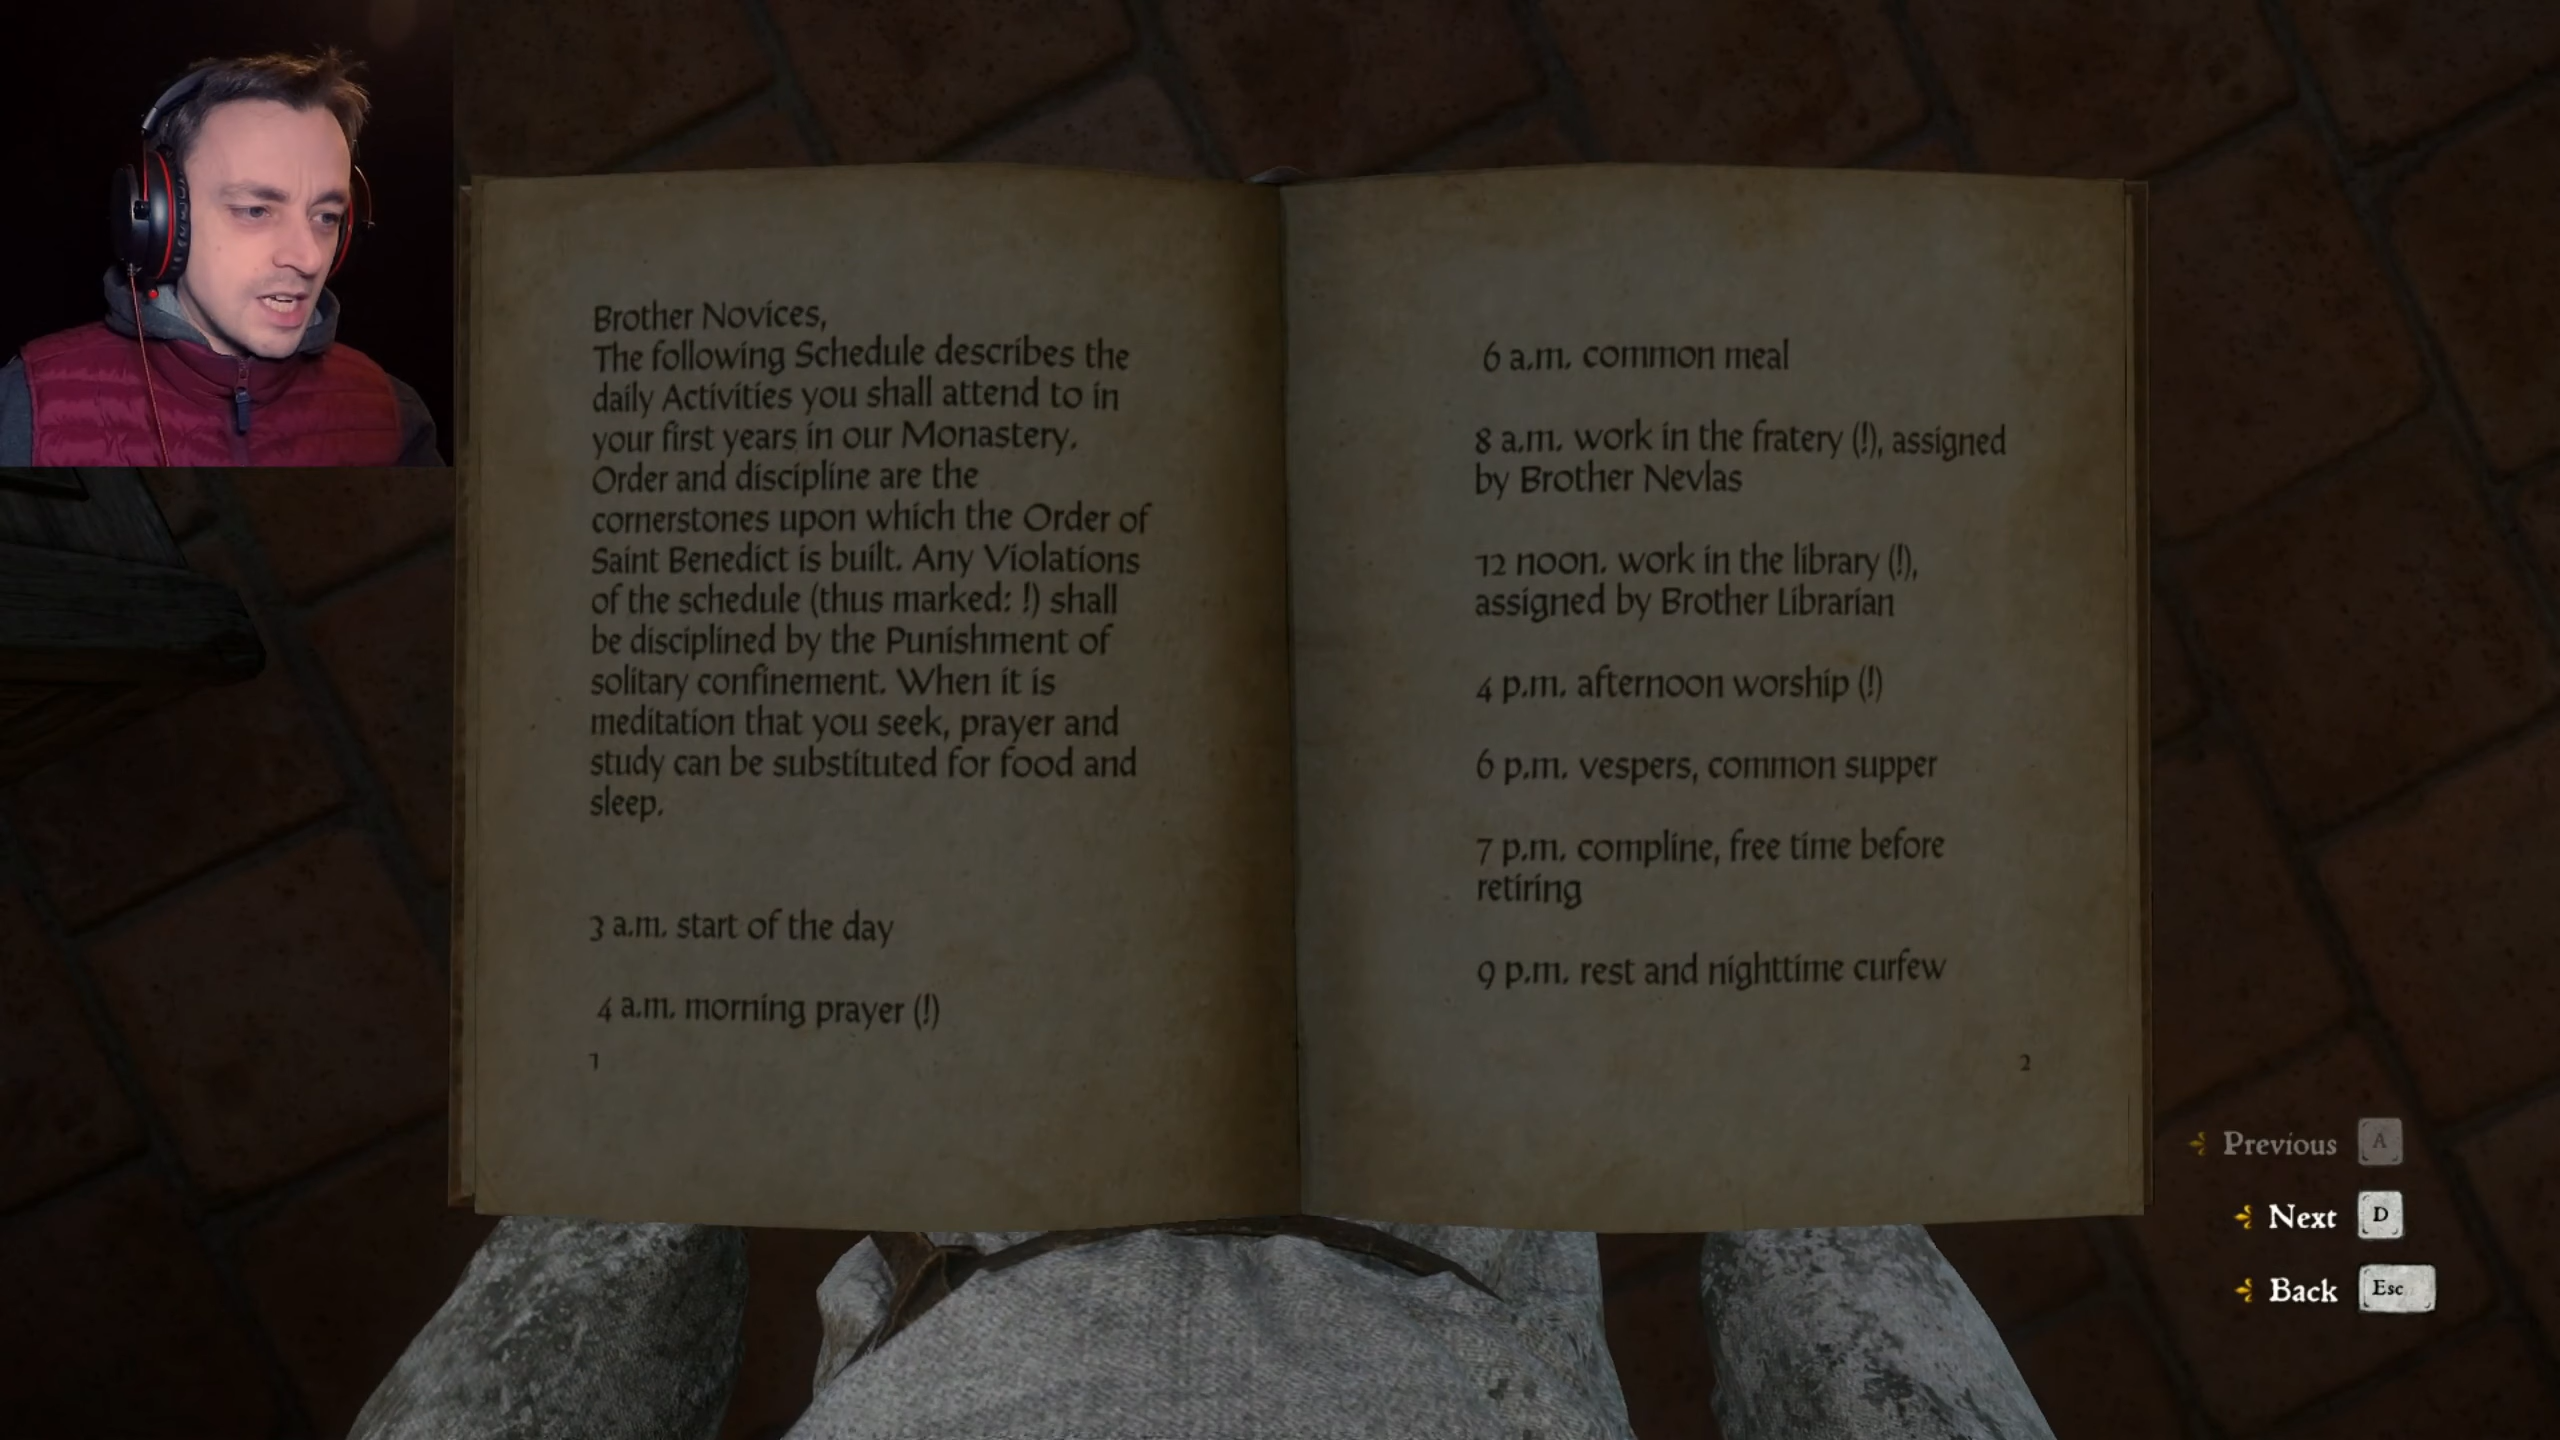 Brother Novices,
The following Schedule describes the
daily Activities you shall attend to in
your first years in our Monastery.
Order and discipline are the
cornerstones upon which the Order of
Saint Benedict is built. Any Violations
of the schedule (thus marked: !) shall
be disciplined by the Punishment of
solitary confinement. When it is
meditation that you seek, prayer and
study can be substituted for food and
sleep.
3 a.m. start of the day
4 a.m. morning prayer (!)
1
6 a.m. common meal
8 a.m. work in the fratery (!), assigned
by Brother Nevlas
12 noon. work in the library (!),
assigned by Brother Librarian
4 p.m. afternoon worship (!)
6 p.m. vespers, common supper
7 p.m. compline, free time before
retiring
9 p.m. rest and nighttime curfew
2
Previous A
Next D
Back Esc